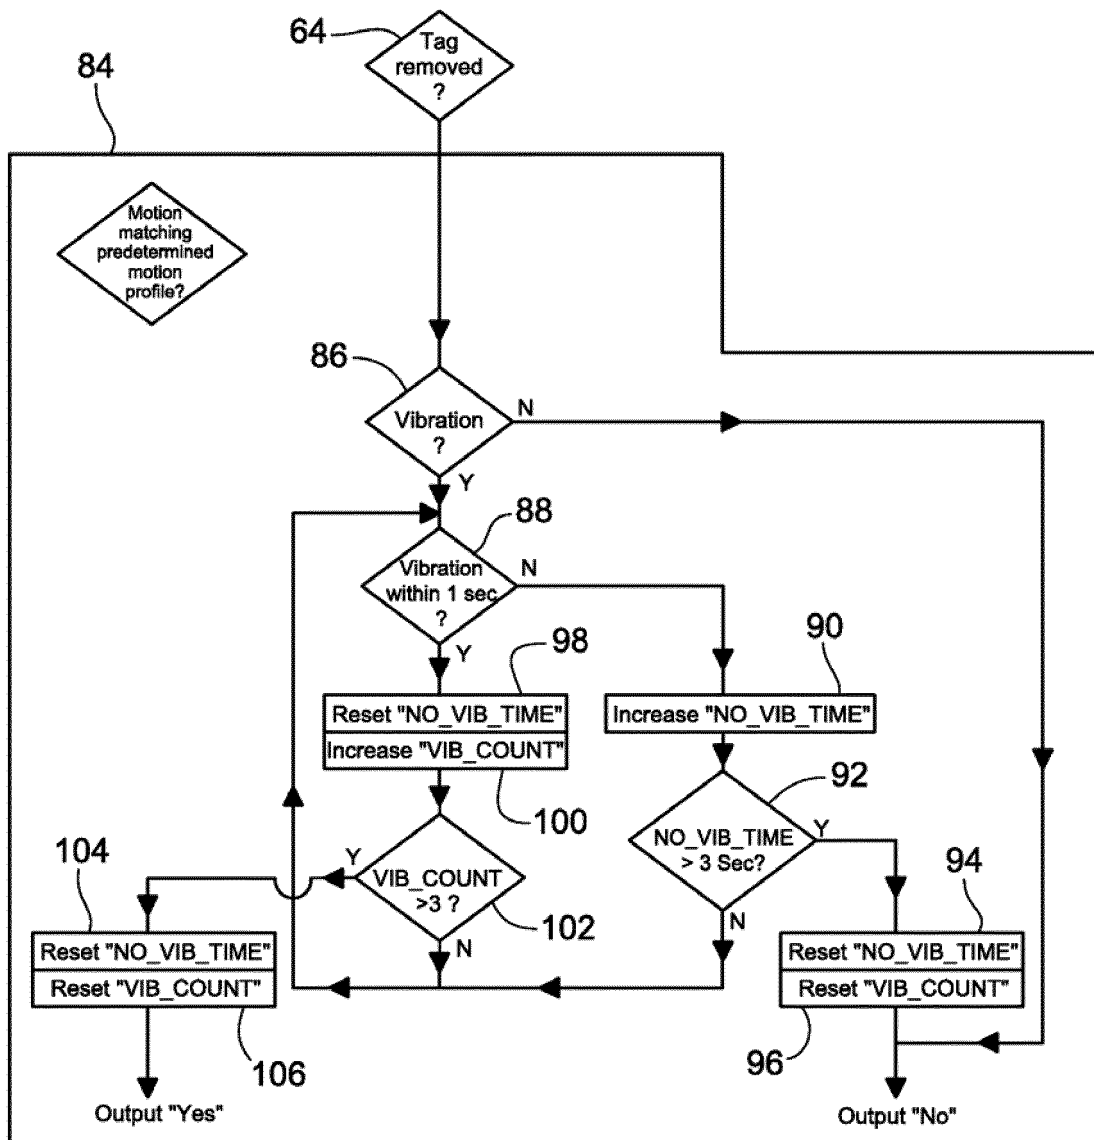 64
Tag
removed
?
84
Motion
matching
predetermined
motion
profile?
86
Vibration
?
N
Y
88
Vibration
within 1 sec
?
N
Y
98
90
Reset "NO_VIB_TIME"
Increase "VIB_COUNT"
Increase "NO_VIB_TIME"
100
92
NO_VIB_TIME
> 3 Sec?
Y
N
104
Y
VIB_COUNT
>3 ?
102
N
94
Reset "NO_VIB_TIME"
Reset "VIB_COUNT"
Reset "NO_VIB_TIME"
Reset "VIB_COUNT"
106
96
Output "Yes"
Output "No"